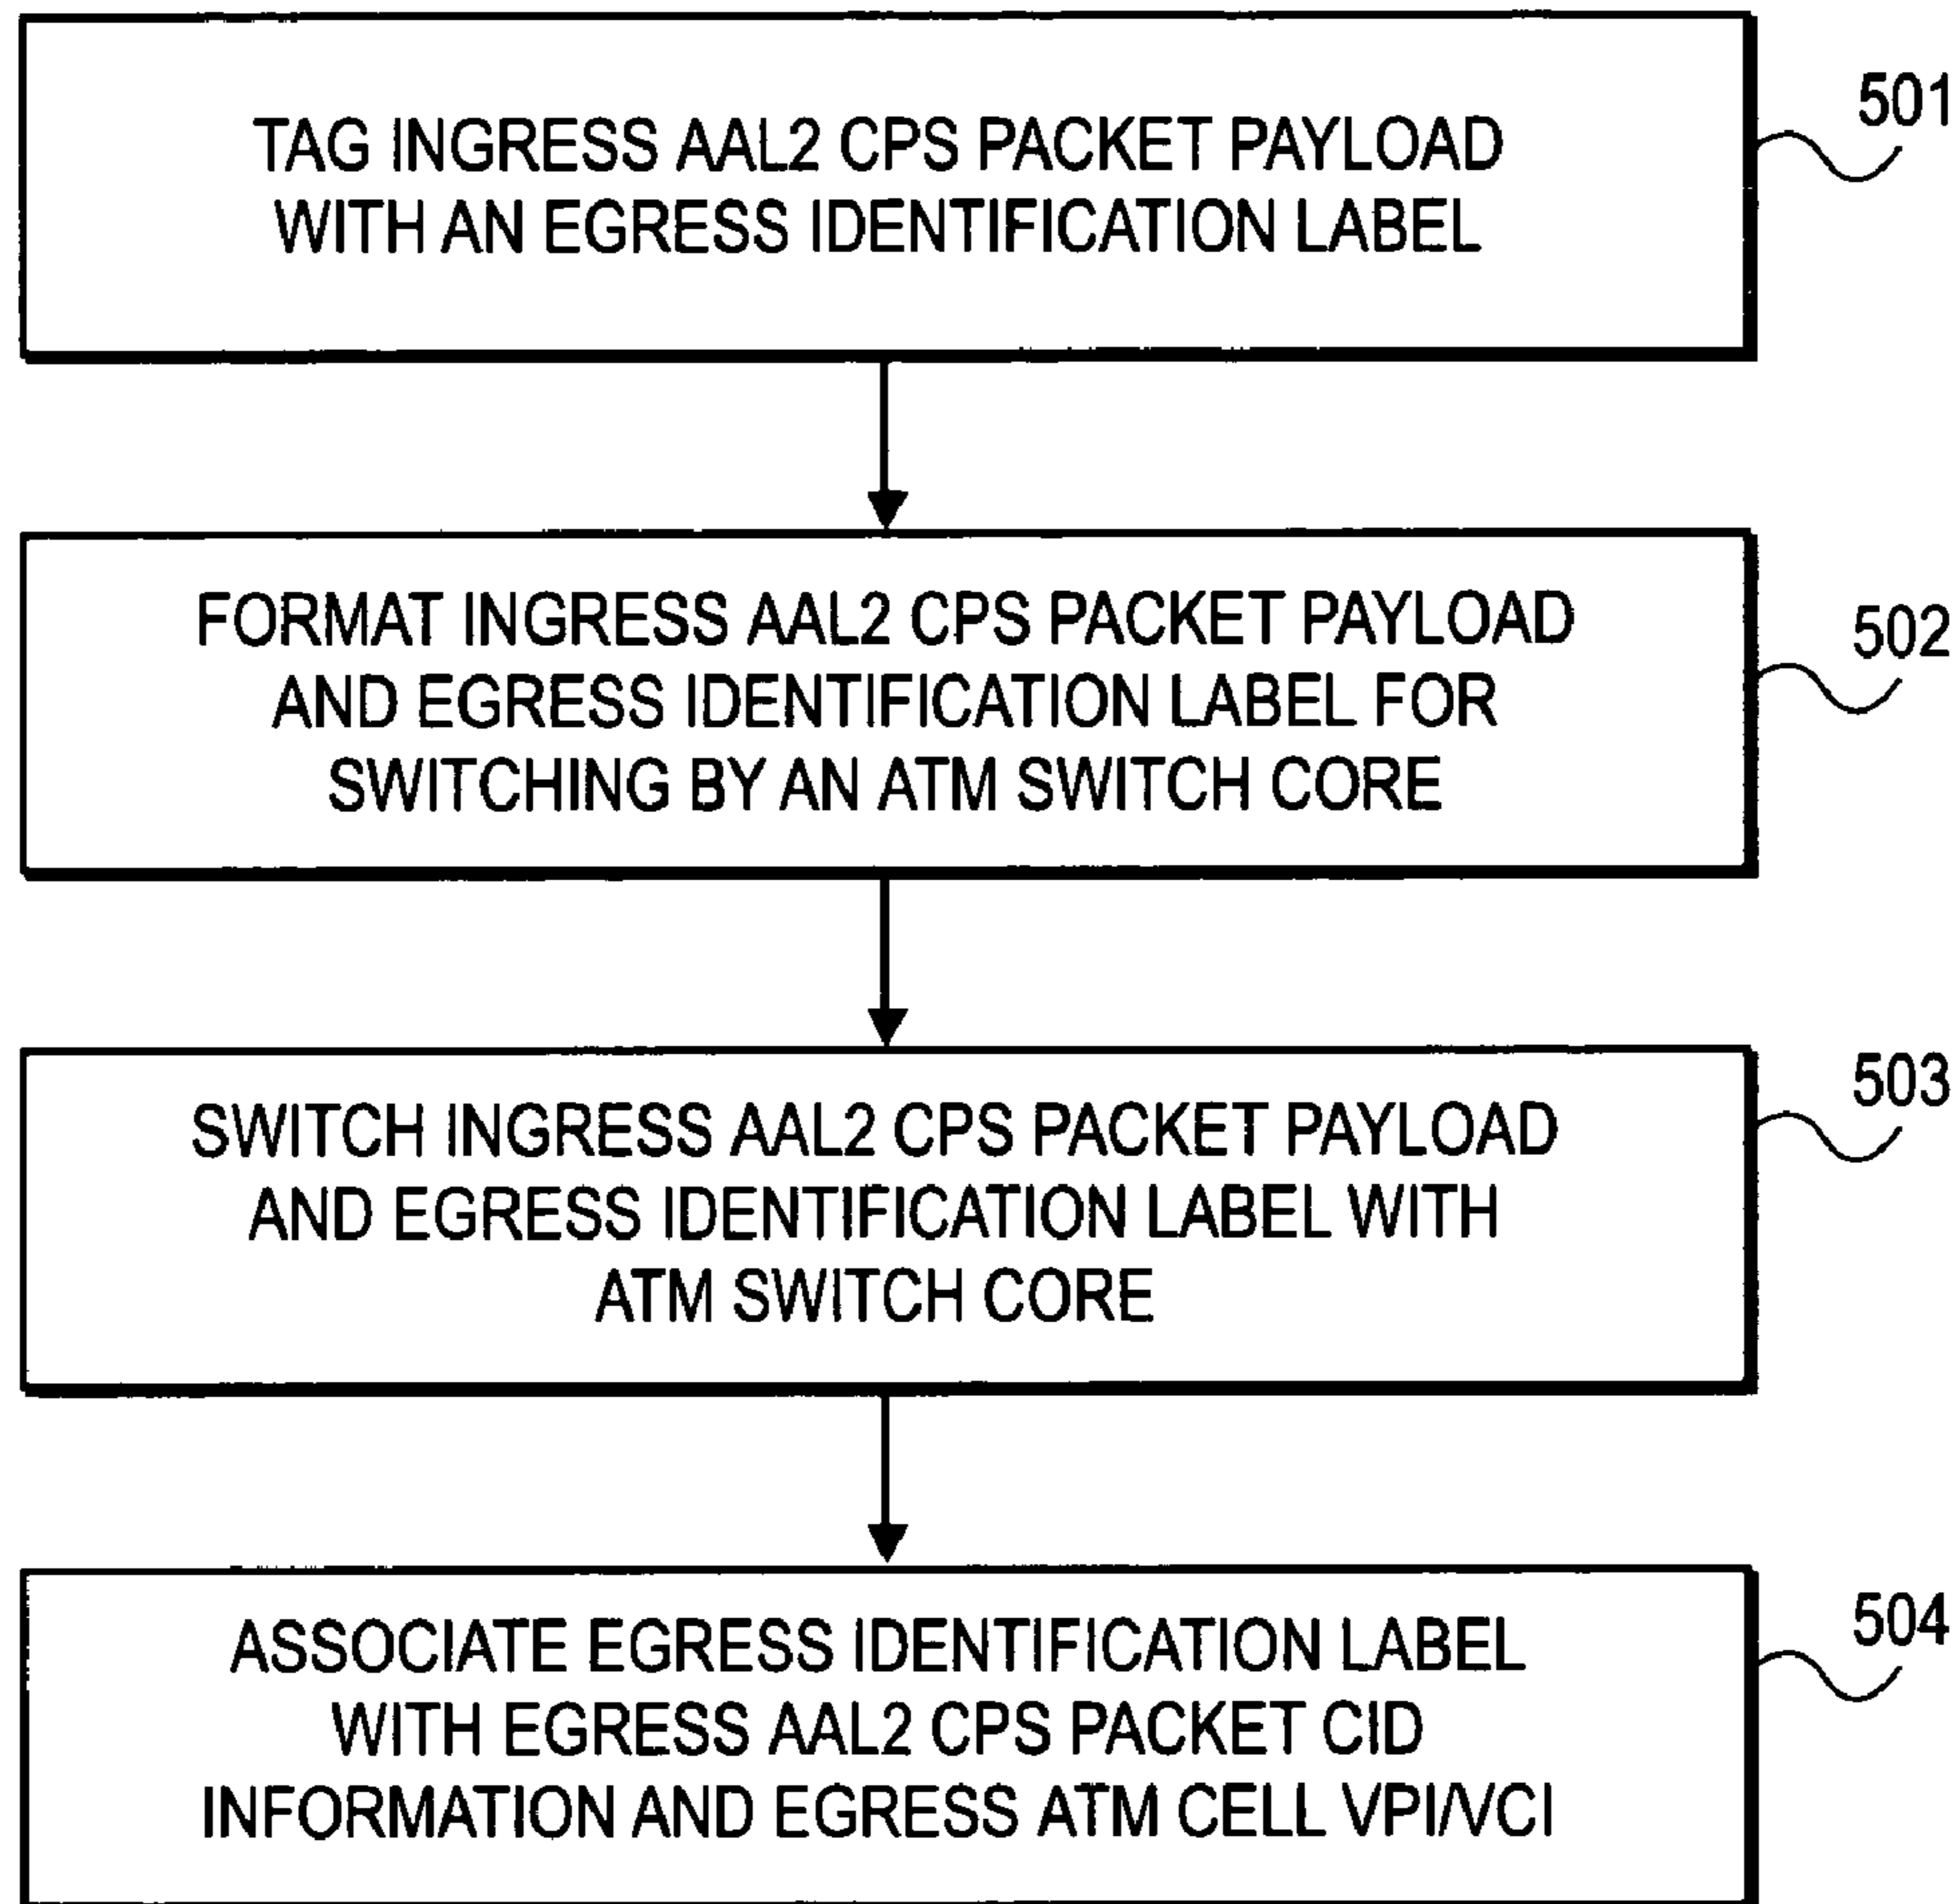 TAG INGRESS AAL2 CPS PACKET PAYLOAD
WITH AN EGRESS IDENTIFICATION LABEL
501
FORMAT INGRESS AAL2 CPS PACKET PAYLOAD
AND EGRESS IDENTIFICATION LABEL FOR
SWITCHING BY AN ATM SWITCH CORE
502
SWITCH INGRESS AAL2 CPS PACKET PAYLOAD
AND EGRESS IDENTIFICATION LABEL WITH
ATM SWITCH CORE
503
ASSOCIATE EGRESS IDENTIFICATION LABEL
WITH EGRESS AAL2 CPS PACKET CID
INFORMATION AND EGRESS ATM CELL VPI/VCI
504